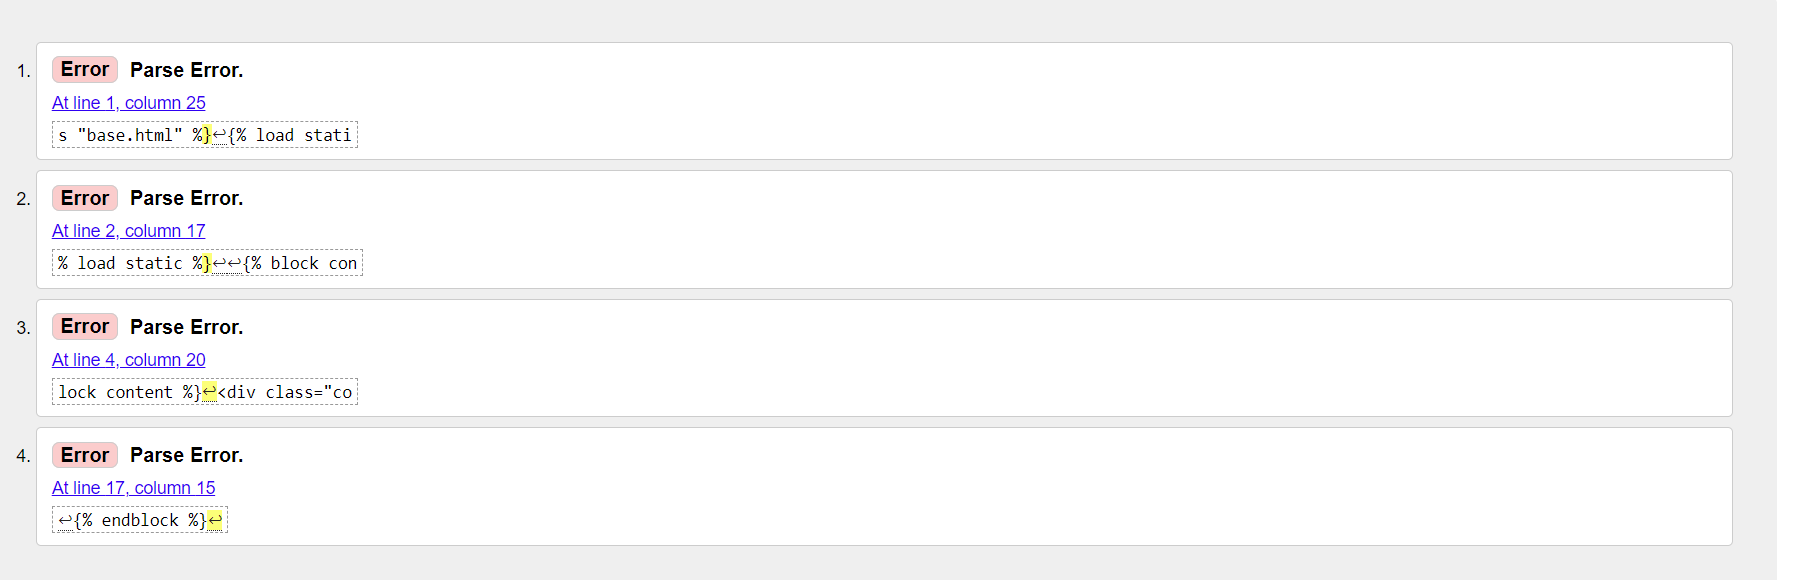 1. Error Parse Error.
At line 1, column 25
s "base.html" %}↩{% load stati
2. Error Parse Error.
At line 2, column 17
% load static %}↩↩{% block con
3. Error Parse Error.
At line 4, column 20
lock content %}↩<div class="co
4. Error Parse Error.
At line 17, column 15
↩{% endblock %}↩